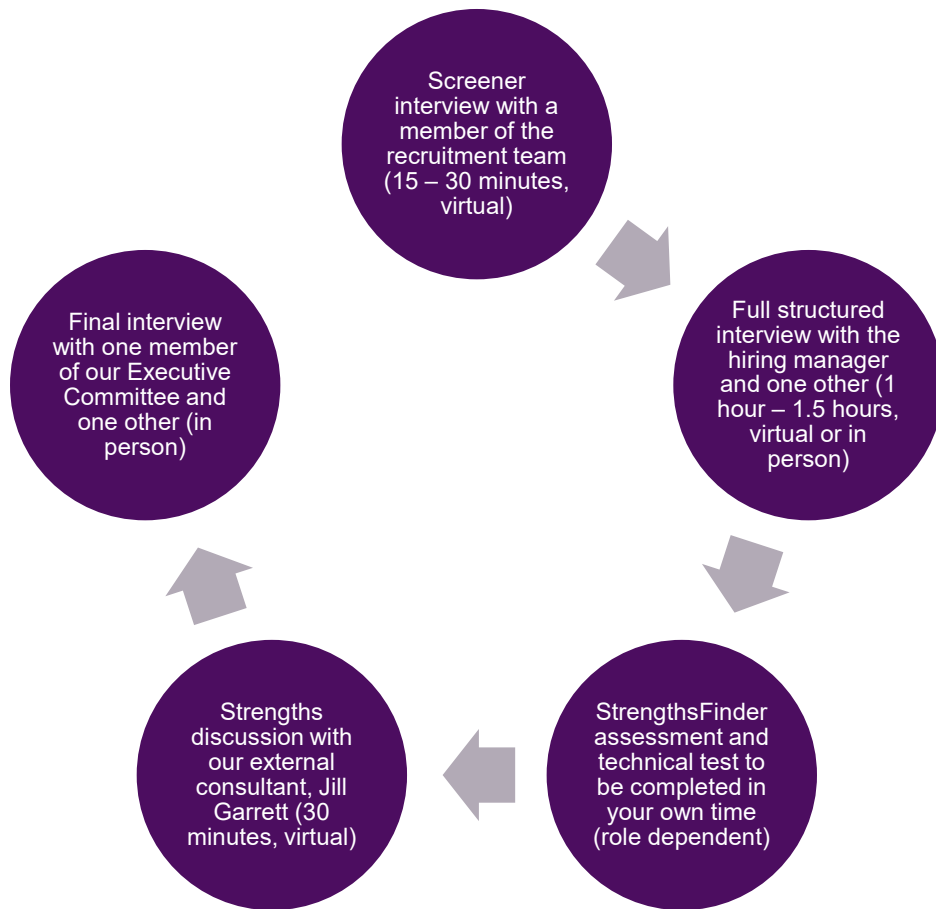 Screener
interview with a
member of the
recruitment team
(15 – 30 minutes,
virtual)
Full structured
interview with the
hiring manager
and one other (1
hour – 1.5 hours,
virtual or in
person)
StrengthsFinder
assessment and
technical test to
be completed in
your own time
(role dependent)
Strengths
discussion with
our external
consultant, Jill
Garrett (30
minutes, virtual)
Final interview
with one member
of our Executive
Committee and
one other (in
person)